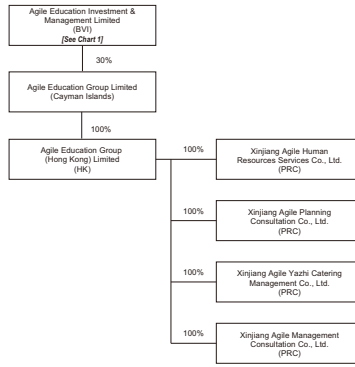 Agile Education Investment &
Management Limited
(BVI)
[See Chart 1]
30%
Agile Education Group Limited
(Cayman Islands)
100%
Agile Education Group
(Hong Kong) Limited
(HK)
100%
Xinjiang Agile Human
Resources Services Co., Ltd.
(PRC)
100%
Xinjiang Agile Planning
Consultation Co., Ltd.
(PRC)
100%
Xinjiang Agile Yazhi Catering
Management Co., Ltd.
(PRC)
100%
Xinjiang Agile Management
Consultation Co., Ltd.
(PRC)